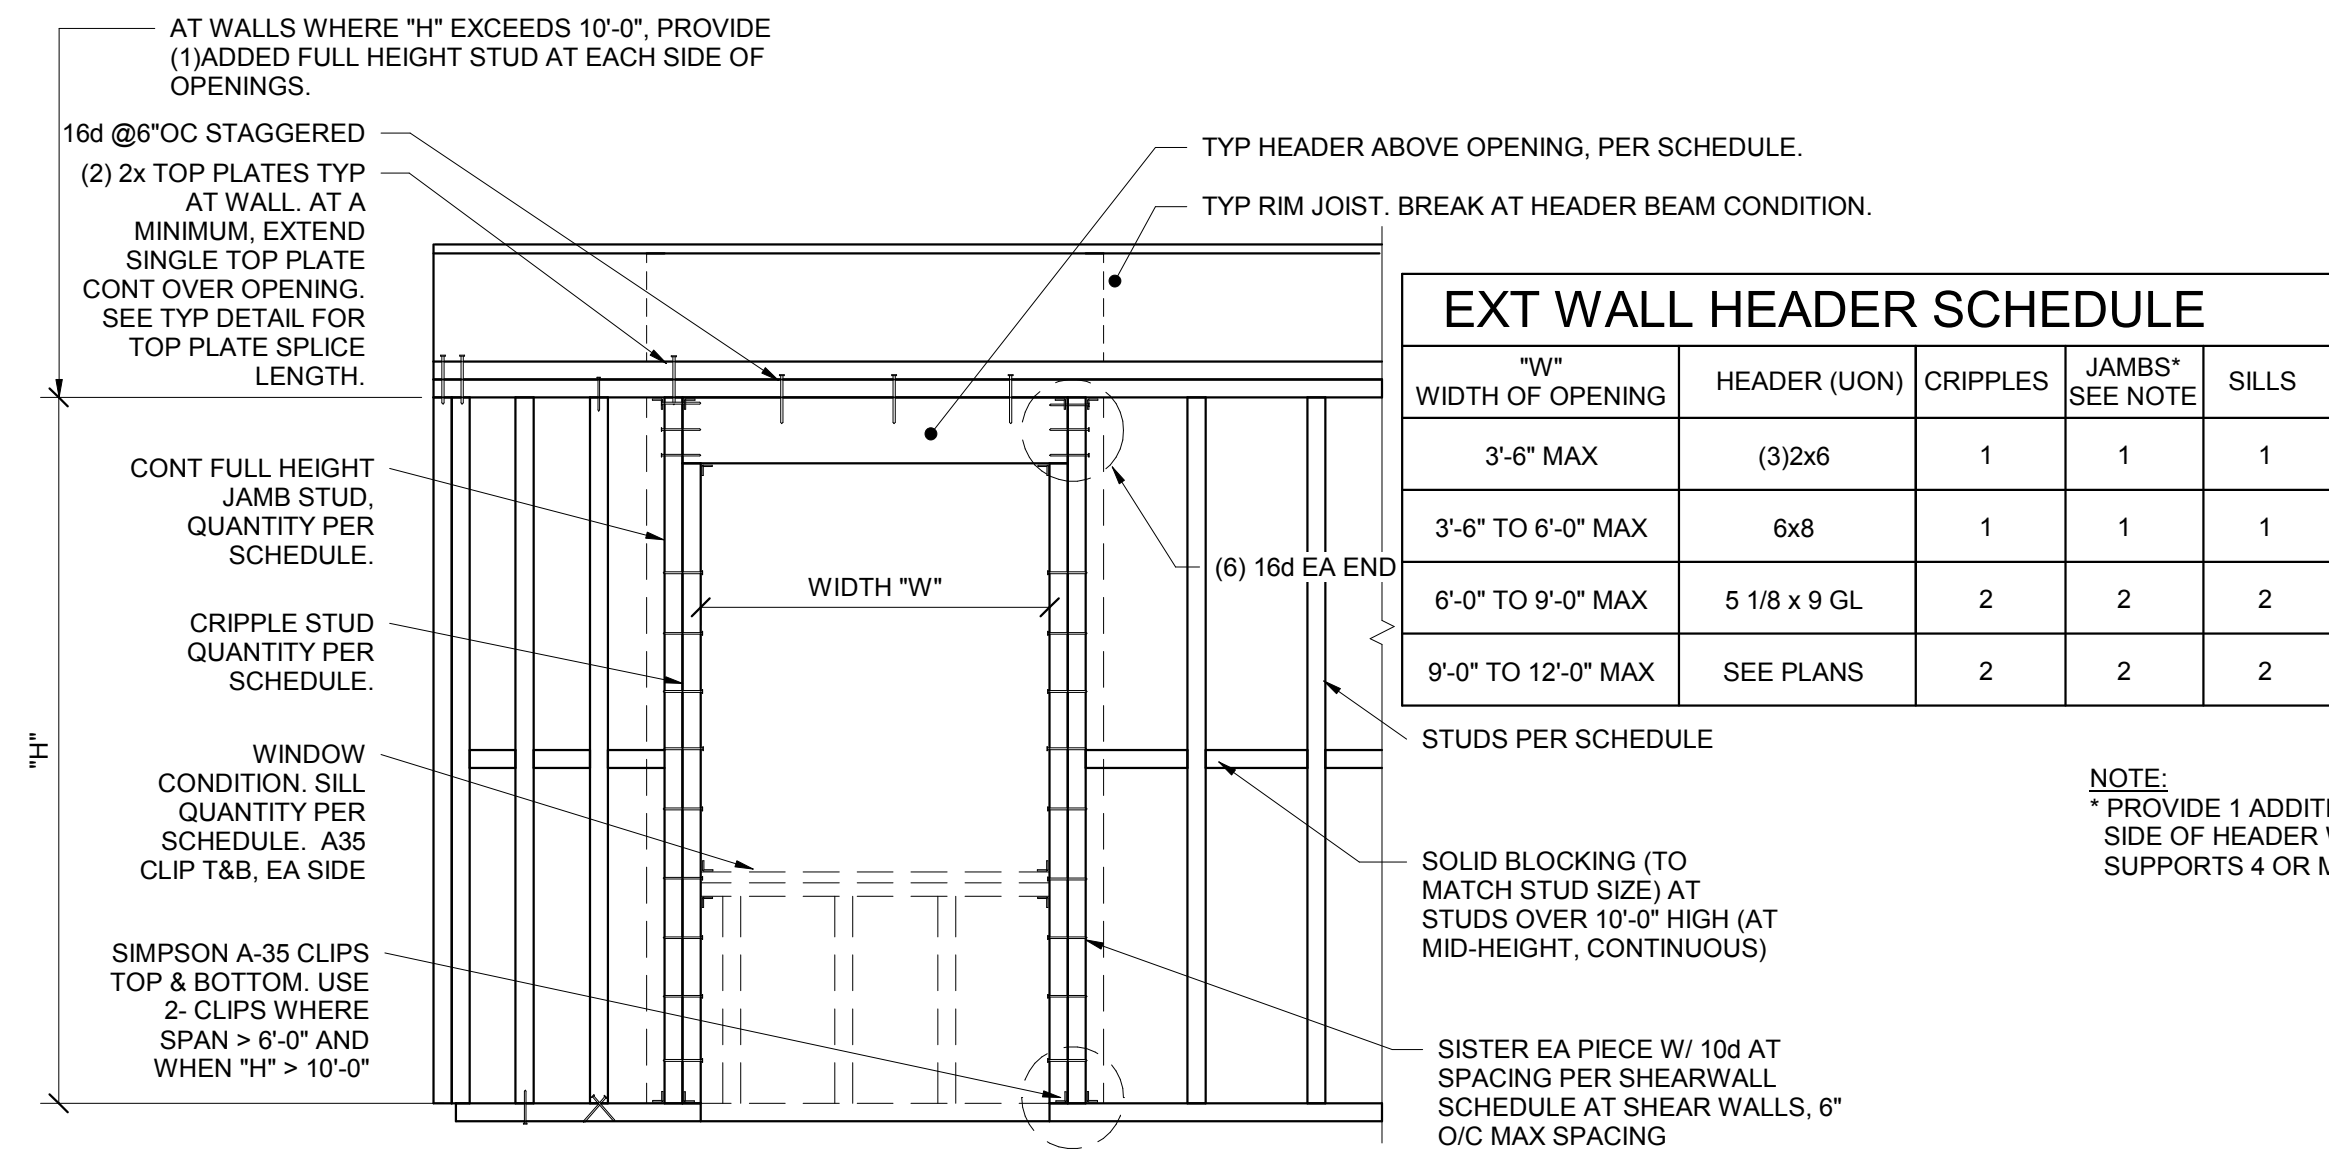 AT WALLS WHERE "H" EXCEEDS 10'-0", PROVIDE
(1)ADDED FULL HEIGHT STUD AT EACH SIDE OF
OPENINGS.
16d @6"OC STAGGERED
(2) 2x TOP PLATES TYP
AT WALL. AT A
MINIMUM, EXTEND
SINGLE TOP PLATE
CONT OVER OPENING.
SEE TYP DETAIL FOR
TOP PLATE SPLICE
LENGTH.
CONT FULL HEIGHT
JAMB STUD,
QUANTITY PER
SCHEDULE.
CRIPPLE STUD
QUANTITY PER
SCHEDULE.
"H"
WINDOW
CONDITION. SILL
QUANTITY PER
SCHEDULE. A35
CLIP T&B, EA SIDE
SIMPSON A-35 CLIPS
TOP & BOTTOM. USE
2- CLIPS WHERE
SPAN > 6'-0" AND
WHEN "H" > 10'-0"
WIDTH "W"
TYP HEADER ABOVE OPENING, PER SCHEDULE.
TYP RIM JOIST. BREAK AT HEADER BEAM CONDITION.
(6) 16d EA END
EXT WALL HEADER SCHEDULE
"W"
WIDTH OF OPENING
HEADER (UON)
CRIPPLES
JAMBS*
SEE NOTE
SILLS
3'-6" MAX (3)2x6 1 1 1
3'-6" TO 6'-0" MAX 6x8 1 1 1
6'-0" TO 9'-0" MAX 5 1/8 x 9 GL 2 2 2
9'-0" TO 12'-0" MAX SEE PLANS 2 2 2
STUDS PER SCHEDULE
SOLID BLOCKING (TO
MATCH STUD SIZE) AT
STUDS OVER 10'-0" HIGH (AT
MID-HEIGHT, CONTINUOUS)
SISTER EA PIECE W/ 10d AT
SPACING PER SHEARWALL
SCHEDULE AT SHEAR WALLS, 6"
O/C MAX SPACING
NOTE:
* PROVIDE 1
SIDE OF HEADER
SUPPORTS 4 OR